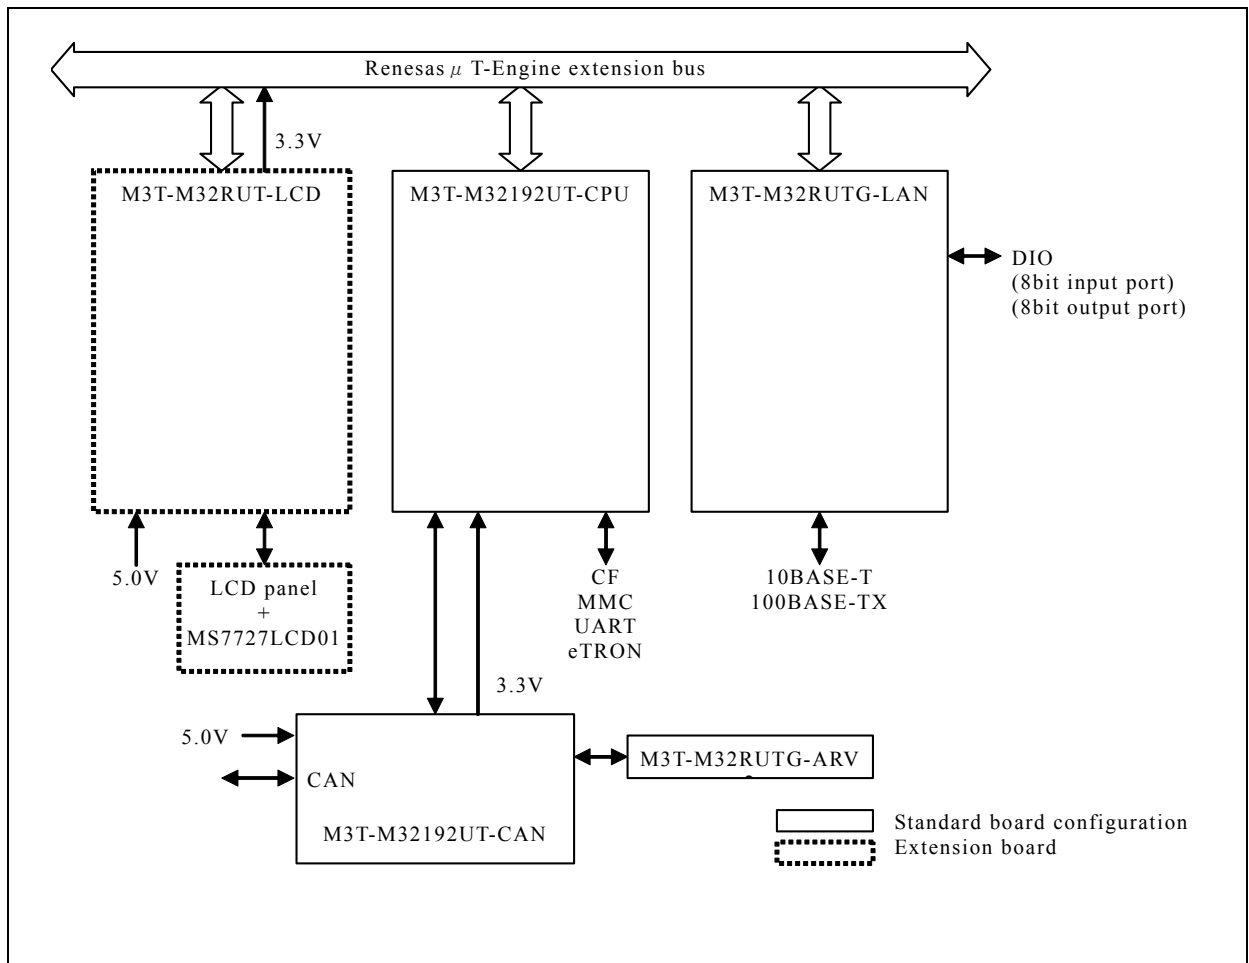 Renesas μ T-Engine extension bus
3.3V
M3T-M32RUT-LCD
M3T-M32192UT-CPU
M3T-M32RUTG-LAN
DIO
(8bit input port)
(8bit output port)
5.0V
LCD panel
+
MS7727LCD01
CF
MMC
UART
eTRON
10BASE-T
100BASE-TX
3.3V
5.0V
CAN
M3T-M32192UT-CAN
M3T-M32RUTG-ARV
Standard board configuration
Extension board